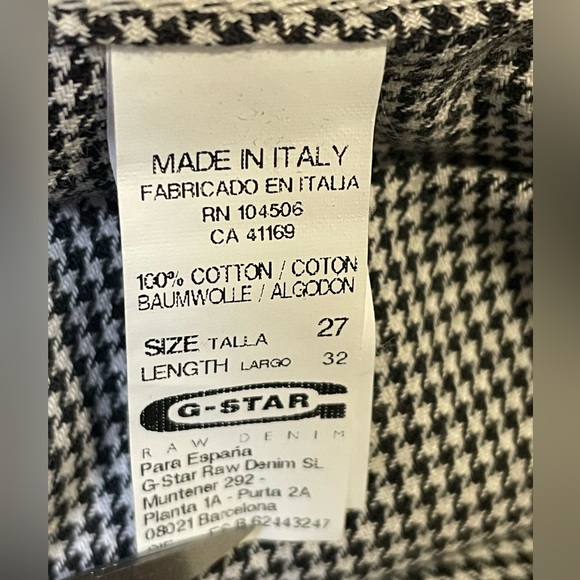 MADE IN ITALY
FABRICADO EN ITALIA
RN 104506
CA 41169
100% COTTON / COTON
BAUMWOLLE / ALGODON
SIZE TALLA 27
LENGTH LARGO 32
G-STAR
RAW DENIM
Para España
G-Star Raw Denim SL
Muntener 292 -
Planta 1A - Purta 2A
08021 Barcelona
B 62443247